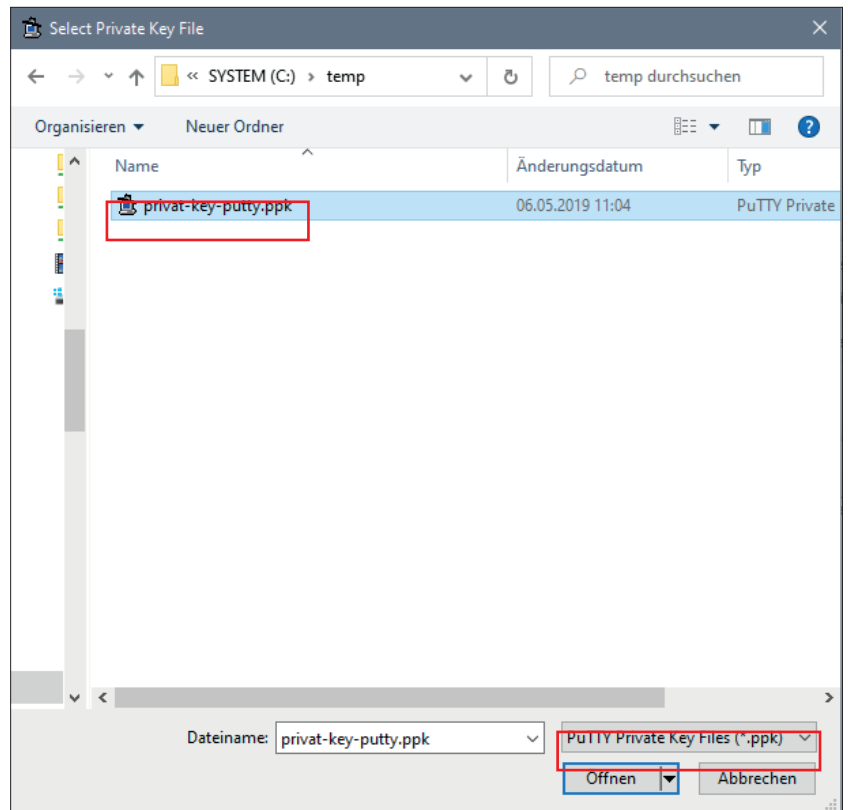 Select Private Key File
« SYSTEM (C:) › temp
temp durchsuchen
Organisieren Neuer Ordner
Name Änderungsdatum Typ
privat-key-putty.ppk 06.05.2019 11:04 PuTTY Private
Dateiname: privat-key-putty.ppk PuTTY Private Key Files (*.ppk)
Öffnen Abbrechen